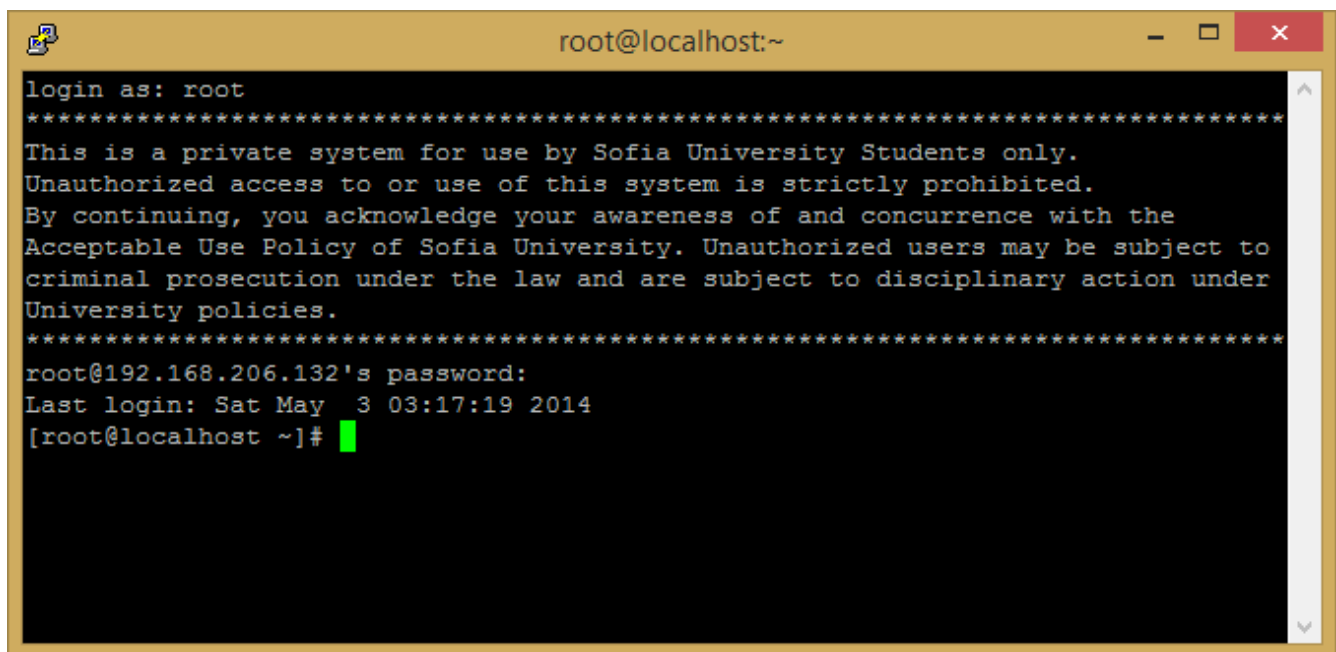 root@localhost:~
login as: root
********************************************************************************
This is a private system for use by Sofia University Students only.
Unauthorized access to or use of this system is strictly prohibited.
By continuing, you acknowledge your awareness of and concurrence with the
Acceptable Use Policy of Sofia University. Unauthorized users may be subject to
criminal prosecution under the law and are subject to disciplinary action under
University policies.
********************************************************************************
root@192.168.206.132's password:
Last login: Sat May  3 03:17:19 2014
[root@localhost ~]#